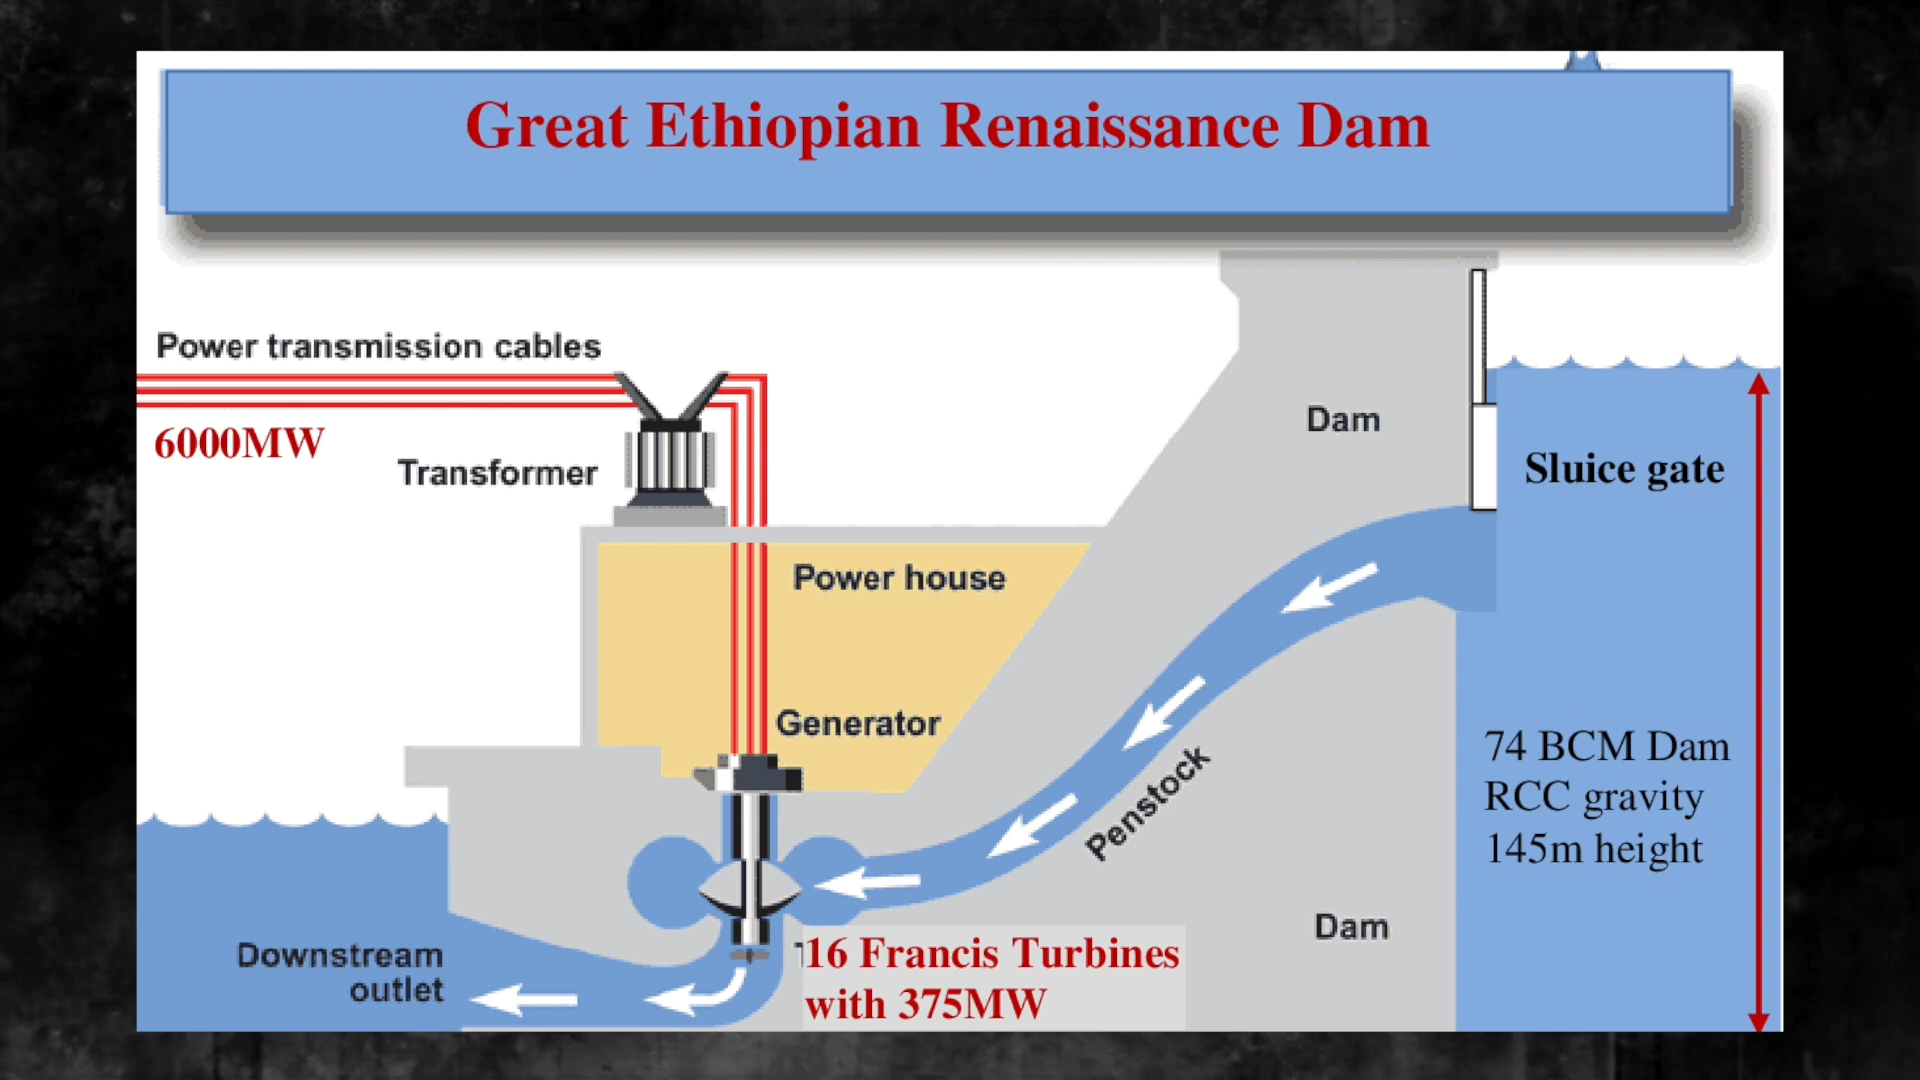 Great Ethiopian Renaissance Dam
Power transmission cables
6000MW
Transformer
Dam
Sluice gate
Power house
Generator
Penstock
74 BCM Dam
RCC gravity
145m height
Downstream
outlet
16 Francis Turbines
with 375MW
Dam